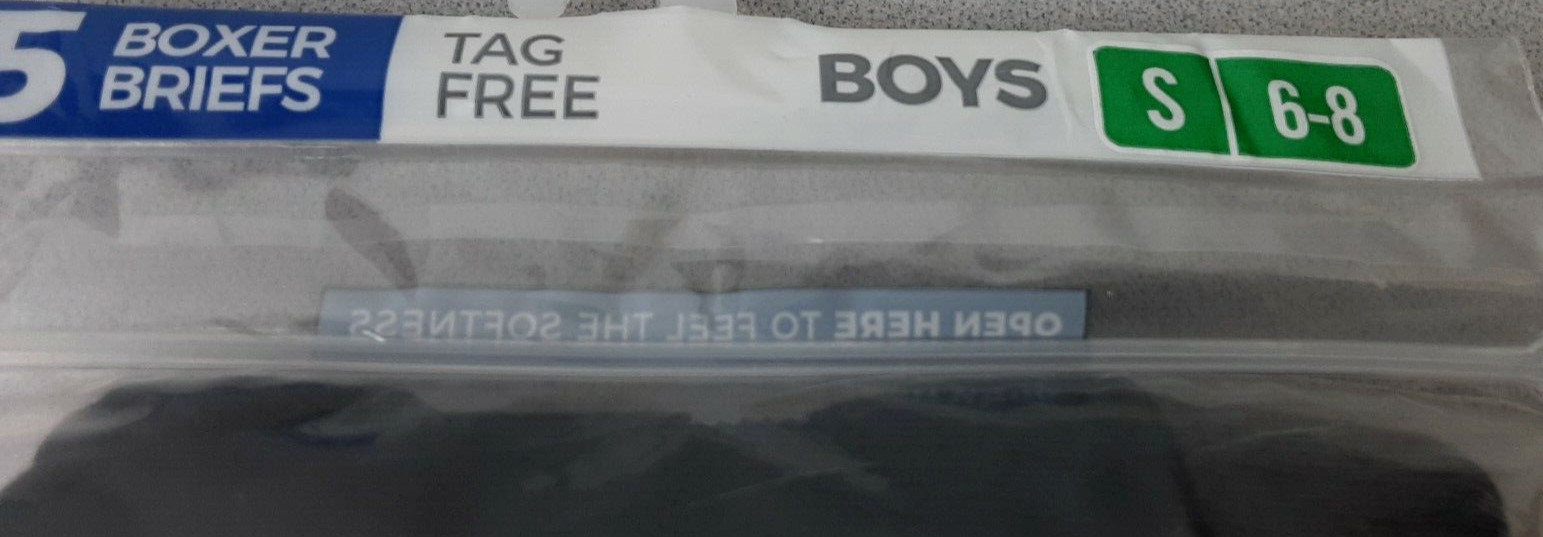 5 BOXER
BRIEFS
TAG
FREE
BOYS
S 6-8
OPEN HERE TO FEEL THE SOFTNESS